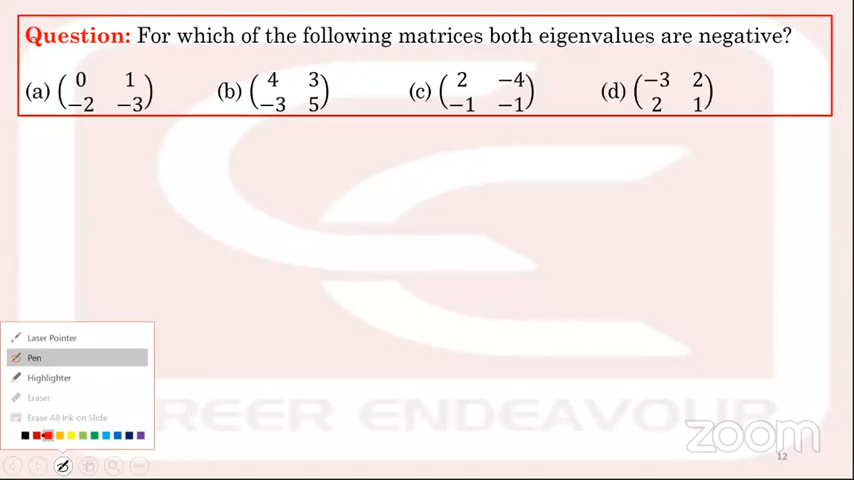 Question: For which of the following matrices both eigenvalues are negative?
(a) (0 1 −2 −3) (b) (4 3 −3 5) (c) (2 −4 −1 −1) (d) (−3 2 2 1)
Laser Pointer
Pen
Highlighter
Eraser
Erase All Ink on Slide
REER ENDEAVOUR
zoom
12